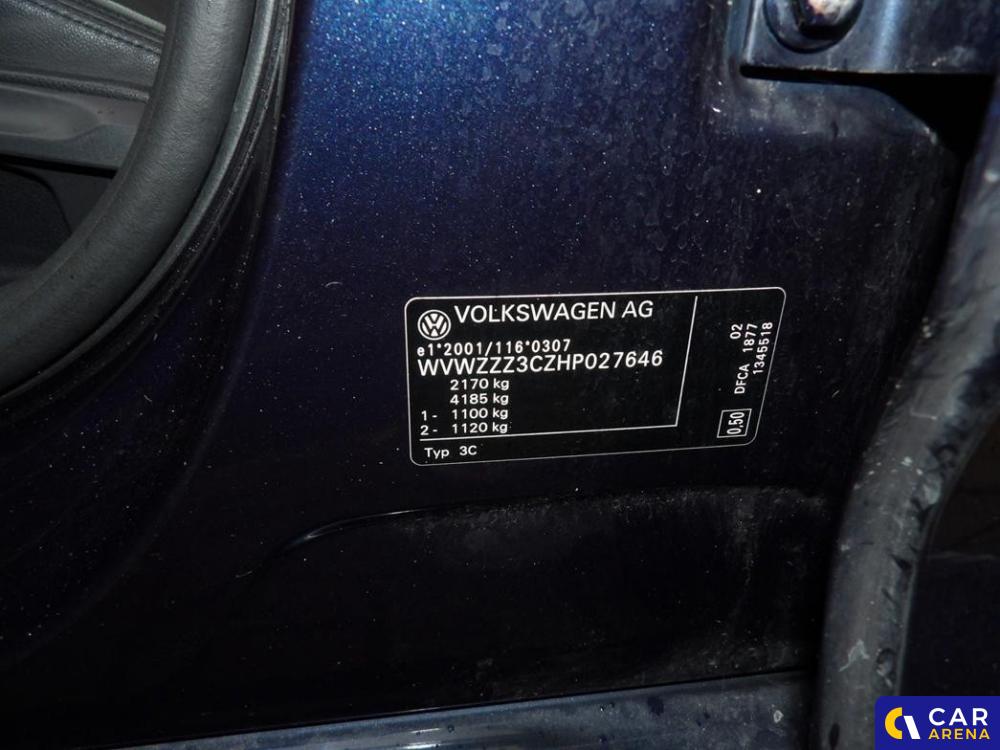 VOLKSWAGEN AG
e1*2001/116*0307
WVWZZZ3CZHP027646
2170 kg
4185 kg
1- 1100 kg
2- 1120 kg
Typ 3C
02
DFCA 1877
1345518
0,50
CAR
ARENA